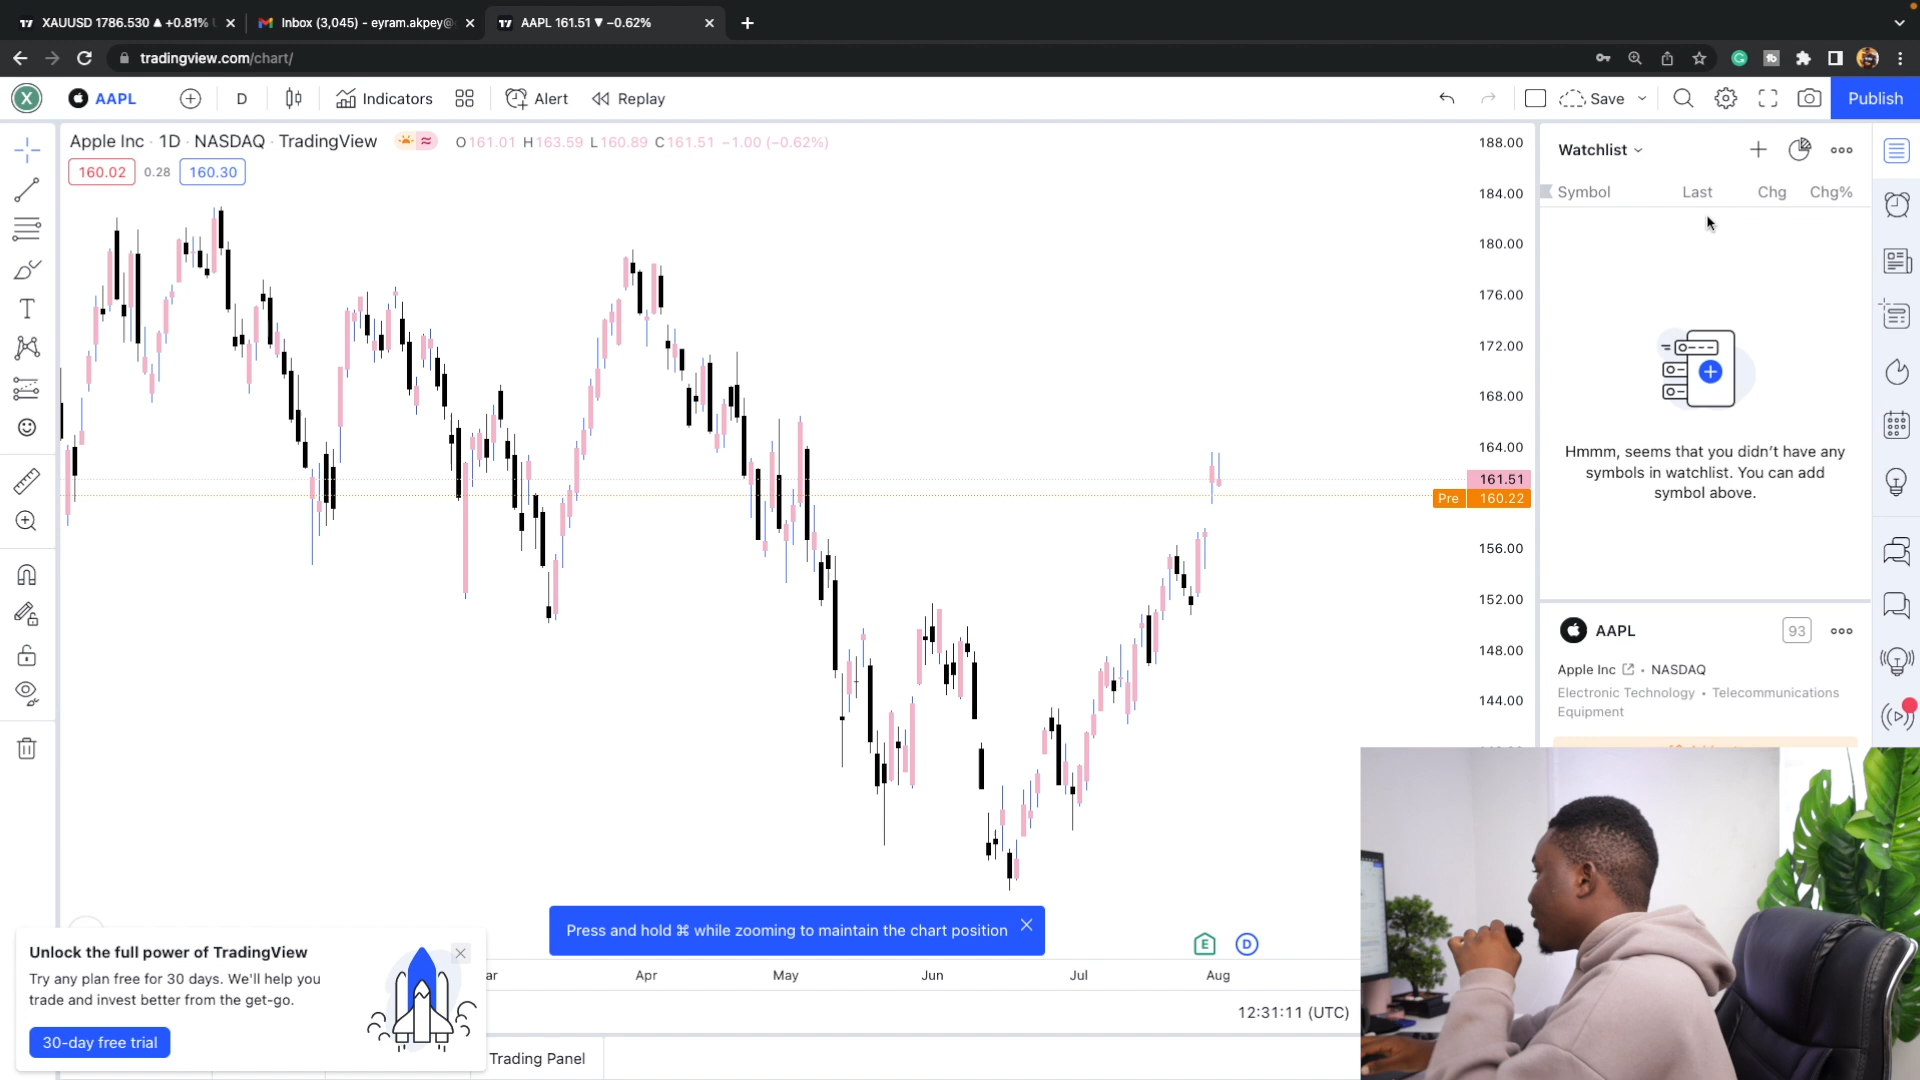 XAUUSD 1786.530 ▲ +0.81%
Inbox (3,045) - eyram.akpey@
AAPL 161.51 ▼ −0.62%
tradingview.com/chart/
X
AAPL
D
Indicators
Alert
Replay
Save
Publish
Apple Inc · 1D · NASDAQ · TradingView
O161.01 H163.59 L160.89 C161.51 −1.00 (−0.62%)
160.02
0.28
160.30
188.00
184.00
180.00
176.00
172.00
168.00
164.00
161.51
Pre 160.22
156.00
152.00
148.00
144.00
Watchlist
Symbol
Last
Chg
Chg%
Hmmm, seems that you didn't have any
symbols in watchlist. You can add
symbol above.
AAPL
93
Apple Inc · NASDAQ
Electronic Technology • Telecommunications
Equipment
Press and hold ⌘ while zooming to maintain the chart position
E
D
ar
Apr
May
Jun
Jul
Aug
12:31:11 (UTC)
Unlock the full power of TradingView
Try any plan free for 30 days. We'll help you
trade and invest better from the get-go.
30-day free trial
Trading Panel